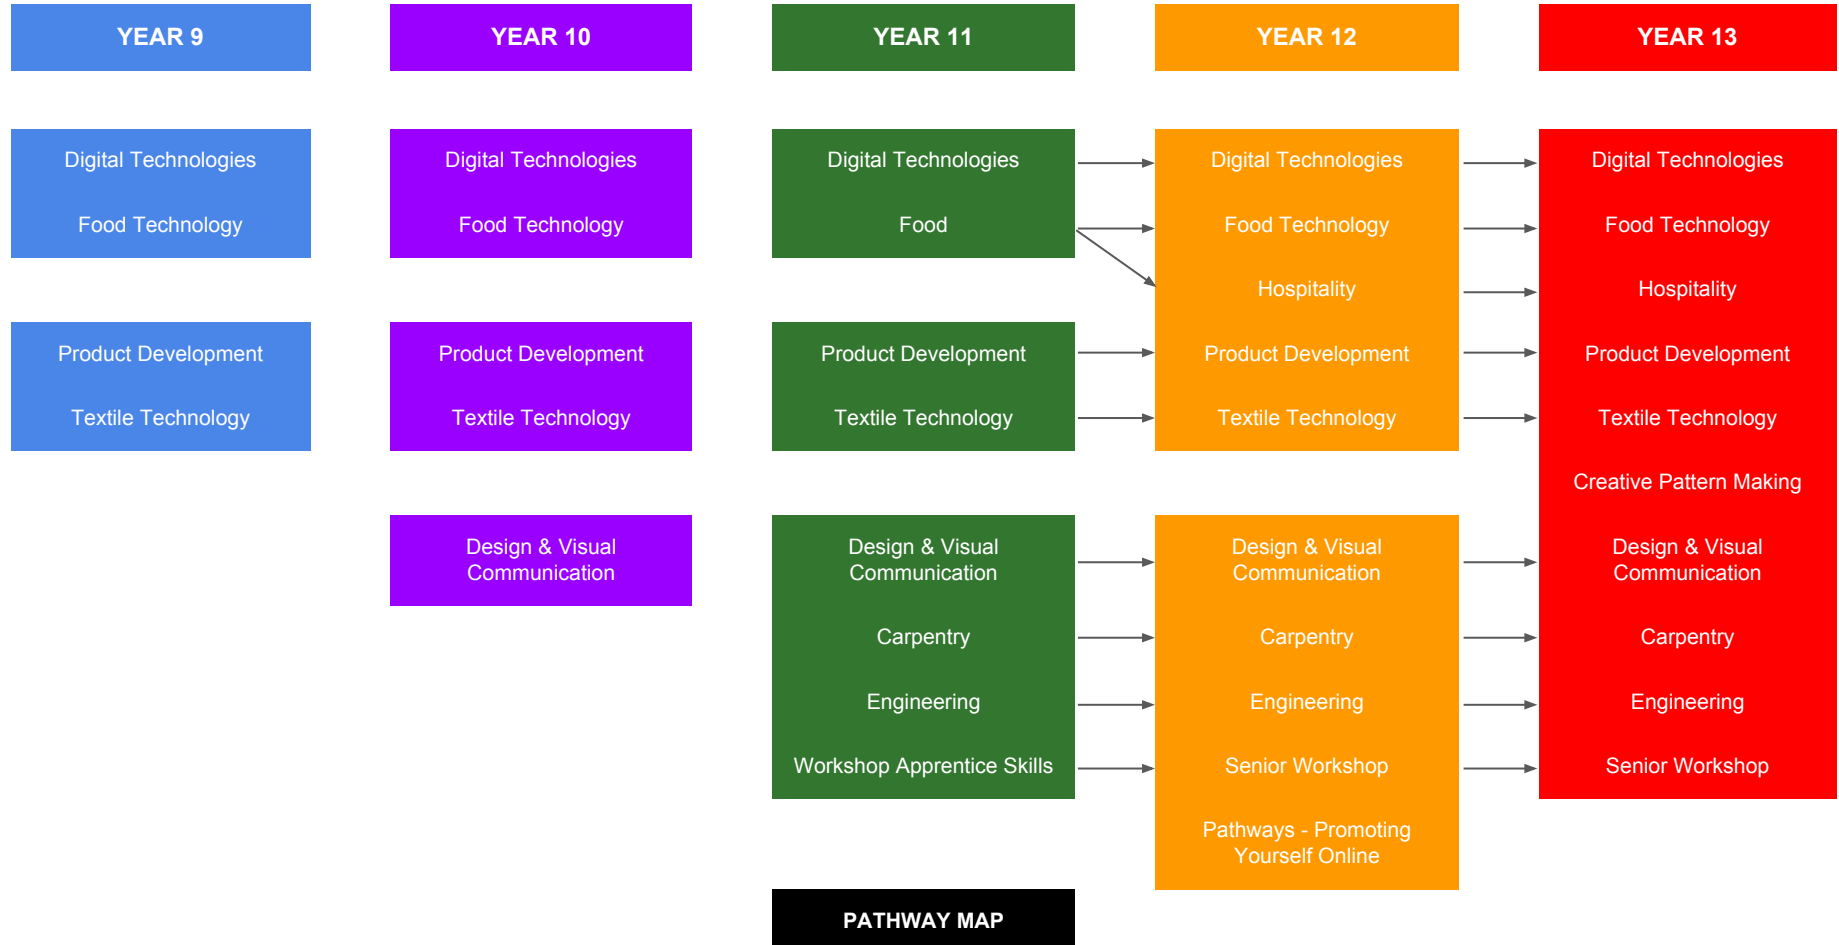 YEAR 9
YEAR 10
YEAR 11
YEAR 12
YEAR 13
Digital Technologies
Food Technology
Product Development
Textile Technology
Digital Technologies
Food Technology
Product Development
Textile Technology
Design & Visual
Communication
Digital Technologies
Food
Product Development
Textile Technology
Design & Visual
Communication
Carpentry
Engineering
Workshop Apprentice Skills
Digital Technologies
Food Technology
Hospitality
Product Development
Textile Technology
Design & Visual
Communication
Carpentry
Engineering
Senior Workshop
Pathways - Promoting
Yourself Online
Digital Technologies
Food Technology
Hospitality
Product Development
Textile Technology
Creative Pattern Making
Design & Visual
Communication
Carpentry
Engineering
Senior Workshop
PATHWAY MAP